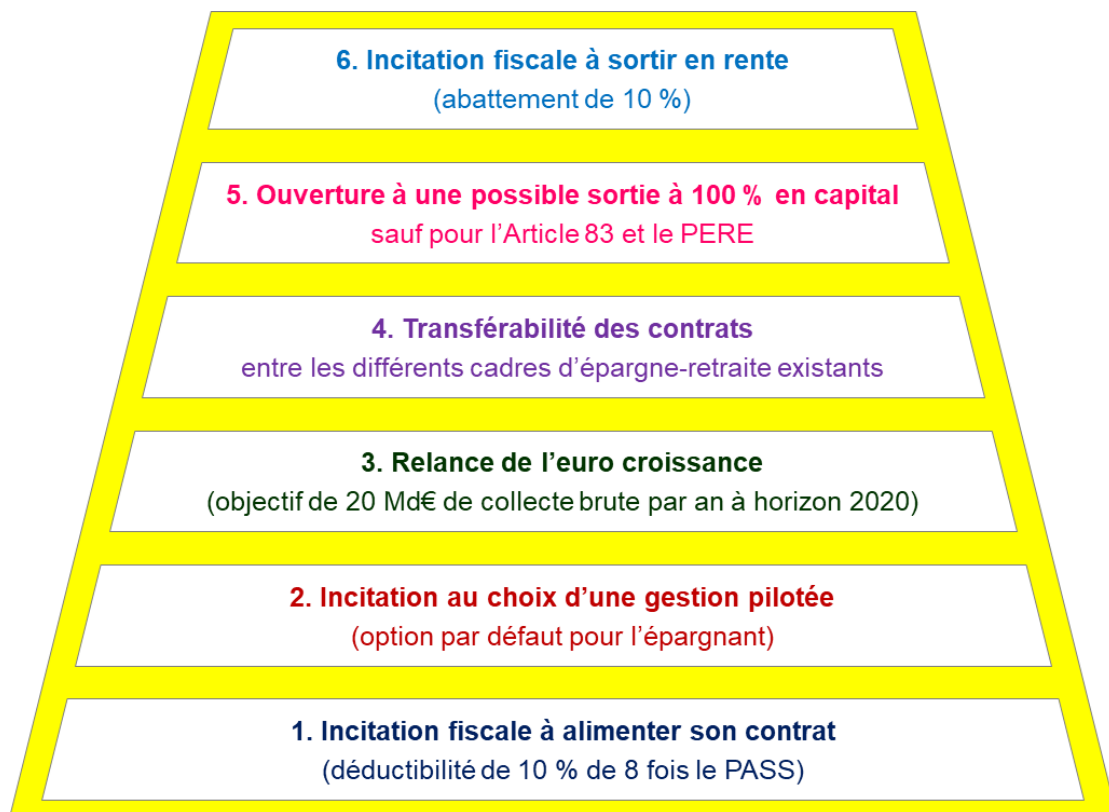 6. Incitation fiscale à sortir en rente
(abattement de 10 %)
5. Ouverture à une possible sortie à 100 % en capital
sauf pour l’Article 83 et le PERE
4. Transférabilité des contrats
entre les différents cadres d’épargne-retraite existants
3. Relance de l’euro croissance
(objectif de 20 Md€ de collecte brute par an à horizon 2020)
2. Incitation au choix d’une gestion pilotée
(option par défaut pour l’épargnant)
1. Incitation fiscale à alimenter son contrat
(déductibilité de 10 % de 8 fois le PASS)